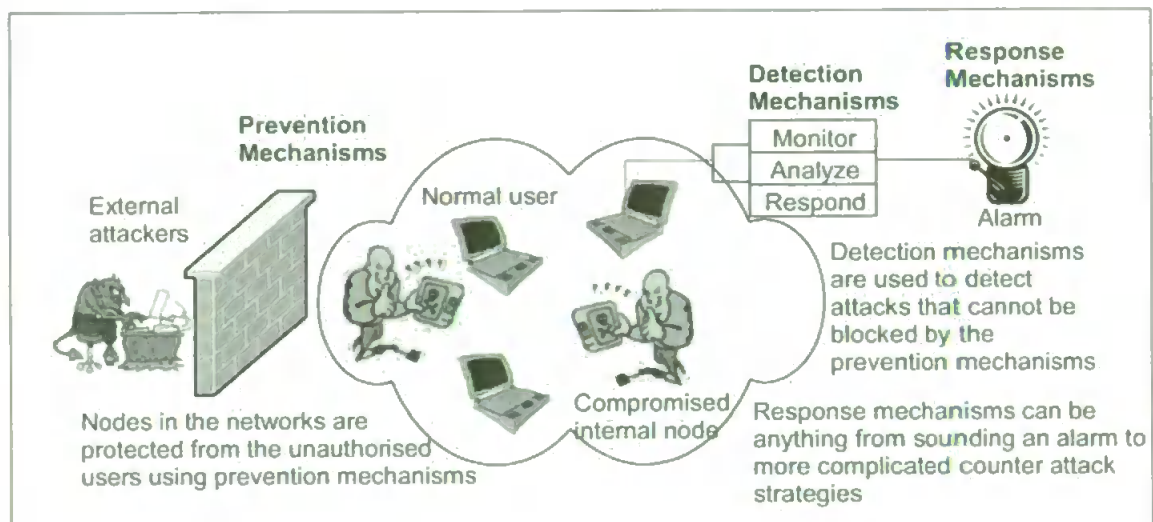 Response
Mechanisms
Detection
Mechanisms
Monitor
Analyze
Respond
Alarm
Prevention
Mechanisms
External
attackers
Normal user
Compromised
internal node
Detection mechanisms
are used to detect
attacks that cannot be
blocked by the
prevention mechanisms
Nodes in the networks are
protected from the unauthorised
users using prevention mechanisms
Response mechanisms can be
anything from sounding an alarm to
more complicated counter attack
strategies